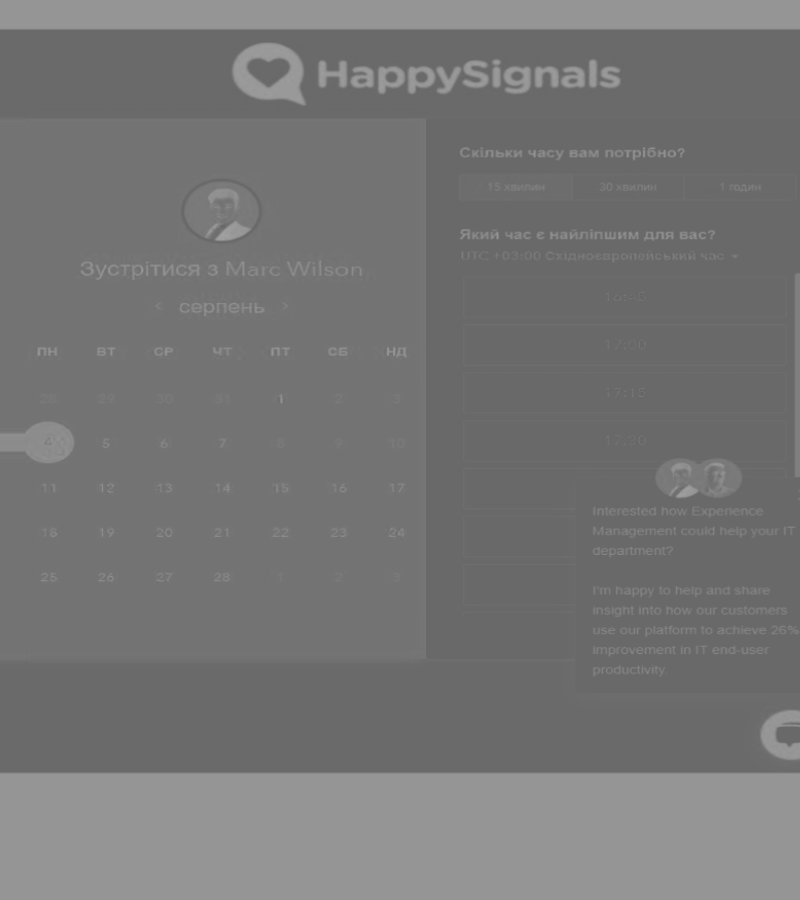 HappySignals
Зустрітися з Marc Wilson.
серпень
ПН ВТ СР ЧТ ПТ СБ НД
28 29 30 31 1 2 3
4 5 6 7 8 9 10
11 12 13 14 15 16 17
18 19 20 21 22 23 24
25 26 27 28 1 2 3
Скільки часу вам потрібно?
15 хвилин 30 хвилин 1 годин
Який час є найліпшим для вас?
UTC +03:00 Східноєвропейський час
16:45
17:00
17:15
17:30
Interested how Experience
Management could help your IT
department?
I'm happy to help and share
insight into how our customers
use our platform to achieve 26%
improvement in IT end-user
productivity